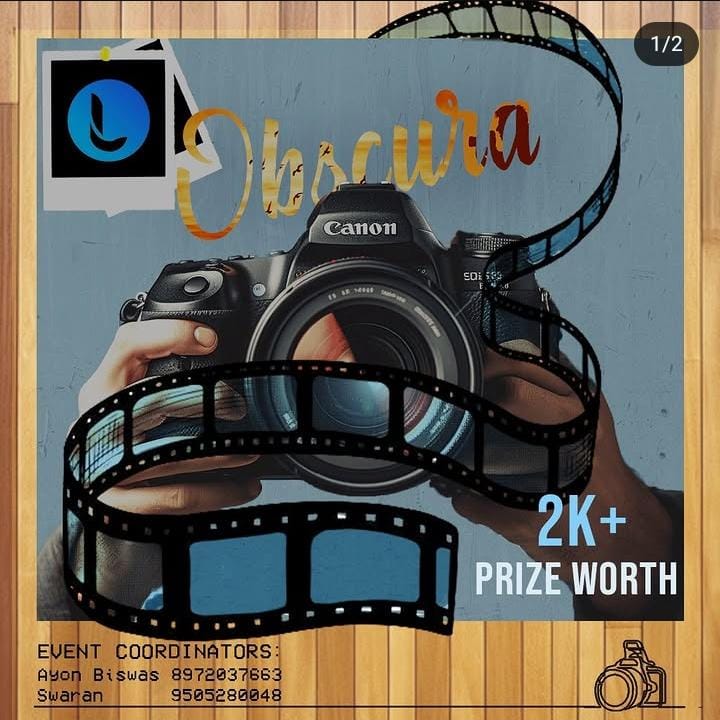 1/2
Obscura
Canon
2K+
PRIZE WORTH
EVENT COORDINATORS:
Ayon Biswas 8972037663
Swaran 9505280048